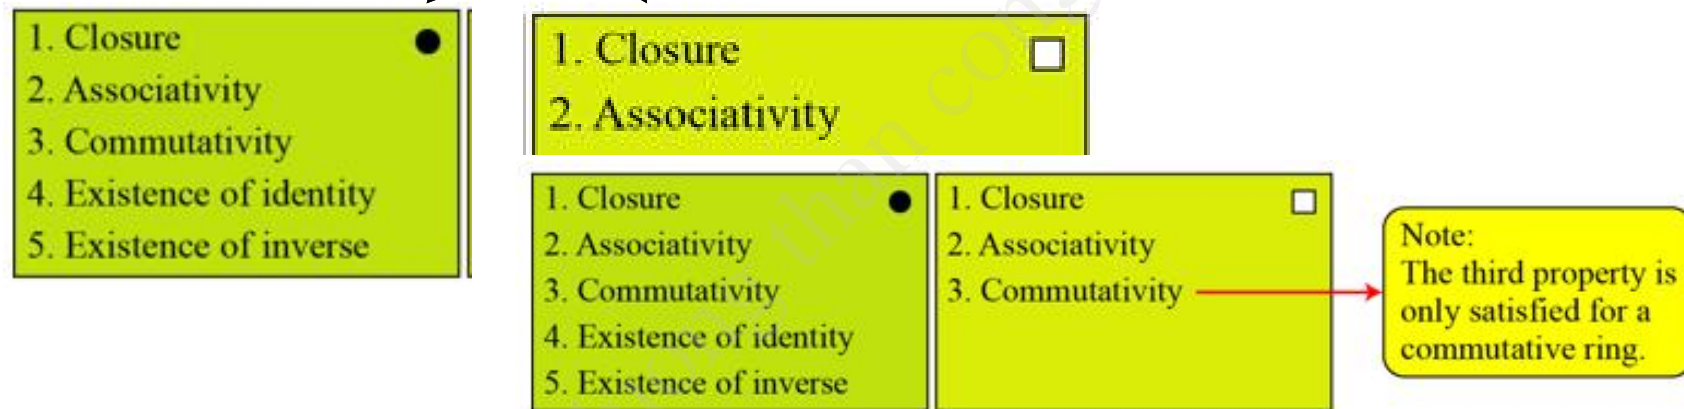 1. Closure
2. Associativity
3. Commutativity
4. Existence of identity
5. Existence of inverse
1. Closure
2. Associativity
1. Closure
2. Associativity
3. Commutativity
4. Existence of identity
5. Existence of inverse
1. Closure
2. Associativity
3. Commutativity
Note:
The third property is
only satisfied for a
commutative ring.